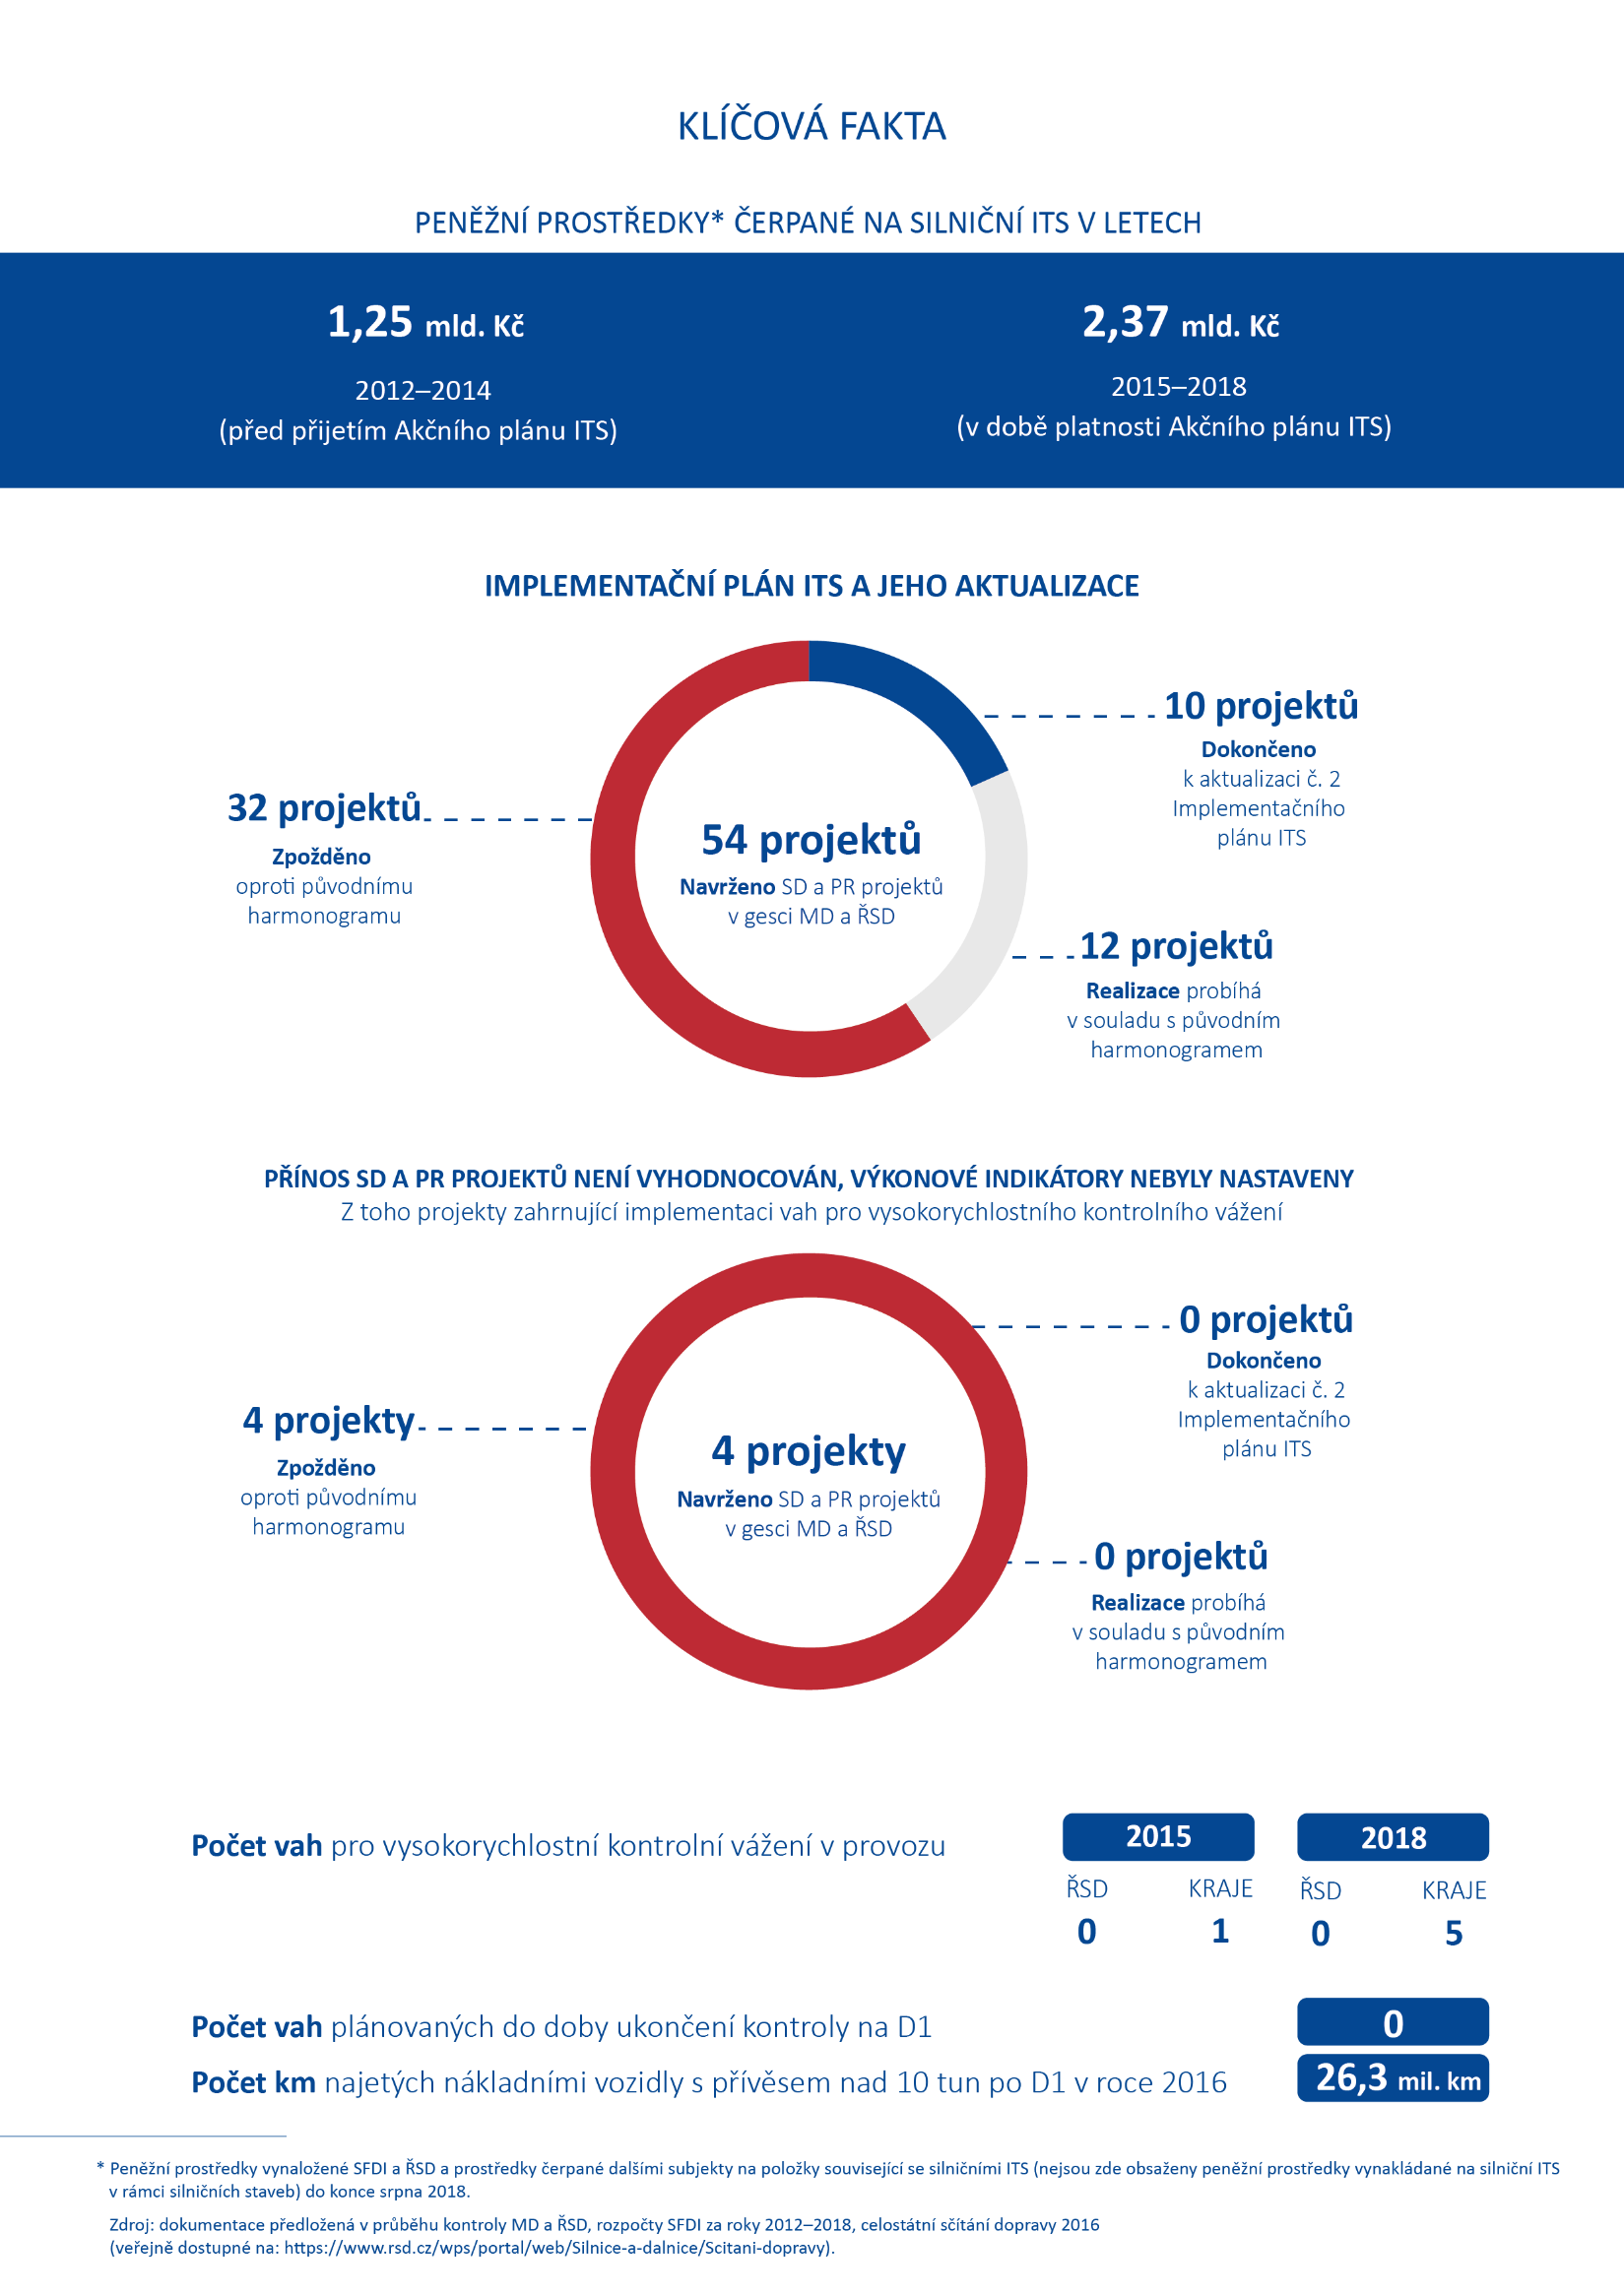 KLÍČOVÁ FAKTA
PENĚŽNÍ PROSTŘEDKY* ČERPANÉ NA SILNIČNÍ ITS V LETECH
1,25 mld. Kč
2012–2014
(před přijetím Akčního plánu ITS)
2,37 mld. Kč
2015–2018
(v době platnosti Akčního plánu ITS)
IMPLEMENTAČNÍ PLÁN ITS A JEHO AKTUALIZACE
10 projektů
Dokončeno
k aktualizaci č. 2
Implementačního
plánu ITS
32 projektů
Zpožděno
oproti původnímu
harmonogramu
54 projektů
Navrženo SD a PR projektů
v gesci MD a ŘSD
12 projektů
Realizace probíhá
v souladu s původním
harmonogramem
PŘÍNOS SD A PR PROJEKTŮ NENÍ VYHODNOCOVÁN, VÝKONOVÉ INDIKÁTORY NEBYLY NASTAVENY
Z toho projekty zahrnující implementaci vah pro vysokorychlostního kontrolního vážení
0 projektů
Dokončeno
k aktualizaci č. 2
Implementačního
plánu ITS
4 projekty
Zpožděno
oproti původnímu
harmonogramu
4 projekty
Navrženo SD a PR projektů
v gesci MD a ŘSD
0 projektů
Realizace probíhá
v souladu s původním
harmonogramem
Počet vah pro vysokorychlostní kontrolní vážení v provozu
2015 2018
ŘSD KRAJE ŘSD KRAJE
0 1 0 5
Počet vah plánovaných do doby ukončení kontroly na D1 0
Počet km najetých nákladními vozidly s přívěsem nad 10 tun po D1 v roce 2016 26,3 mil. km
* Peněžní prostředky vynaložené SFDI a ŘSD a prostředky čerpané dalšími subjekty na položky související se silničními ITS (nejsou zde obsaženy peněžní prostředky vynakládané na silniční ITS
v rámci silničních staveb) do konce srpna 2018.
Zdroj: dokumentace předložená v průběhu kontroly MD a ŘSD, rozpočty SFDI za roky 2012–2018, celostátní sčítání dopravy 2016
(veřejně dostupné na: https://www.rsd.cz/wps/portal/web/Silnice-a-dalnice/Scitani-dopravy).